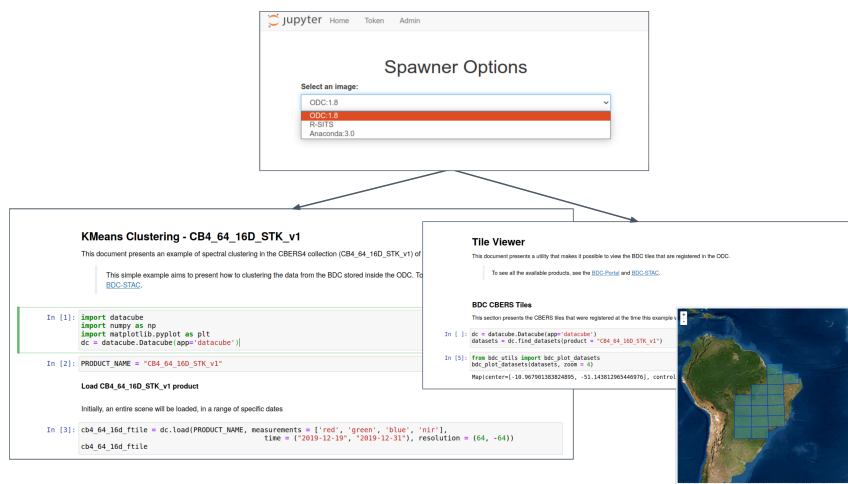 jupyter Home Token Admin
Spawner Options
Select an image:
ODC:1.8
ODC:1.8
R-SITS
Anaconda:3.0
KMeans Clustering - CB4_64_16D_STK_v1
This document presents an example of spectral clustering in the CBERS4 collection (CB4_64_16D_STK_v1) of
This simple example aims to present how to clustering the data from the BDC stored inside the ODC. To
BDC-STAC.
In [1]: import datacube
import numpy as np
import matplotlib.pyplot as plt
dc = datacube.Datacube(app='datacube')
In [2]: PRODUCT_NAME = "CB4_64_16D_STK_v1"
Load CB4_64_16D_STK_v1 product
Initially, an entire scene will be loaded, in a range of specific dates
In [3]: cb4_64_16d_ftile = dc.load(PRODUCT_NAME, measurements = ['red', 'green', 'blue', 'nir'],
time = ("2019-12-19", "2019-12-31"), resolution = (64, -64))
cb4_64_16d_ftile
Tile Viewer
This document presents a utility that makes it possible to view the BDC tiles that are registered in the ODC.
To see all the available products, see the BDC-Portal and BDC-STAC.
BDC CBERS Tiles
This section presents the CBERS tiles that were registered at the time this example
In [ ]: dc = datacube.Datacube(app='datacube')
datasets = dc.find_datasets(product = "CB4_64_16D_STK_v1")
In [5]: from bdc_utils import bdc_plot_datasets
bdc_plot_datasets(datasets, zoom = 4)
Map(center=[-10.967901383824895, -51.143812965446976], control
+
-